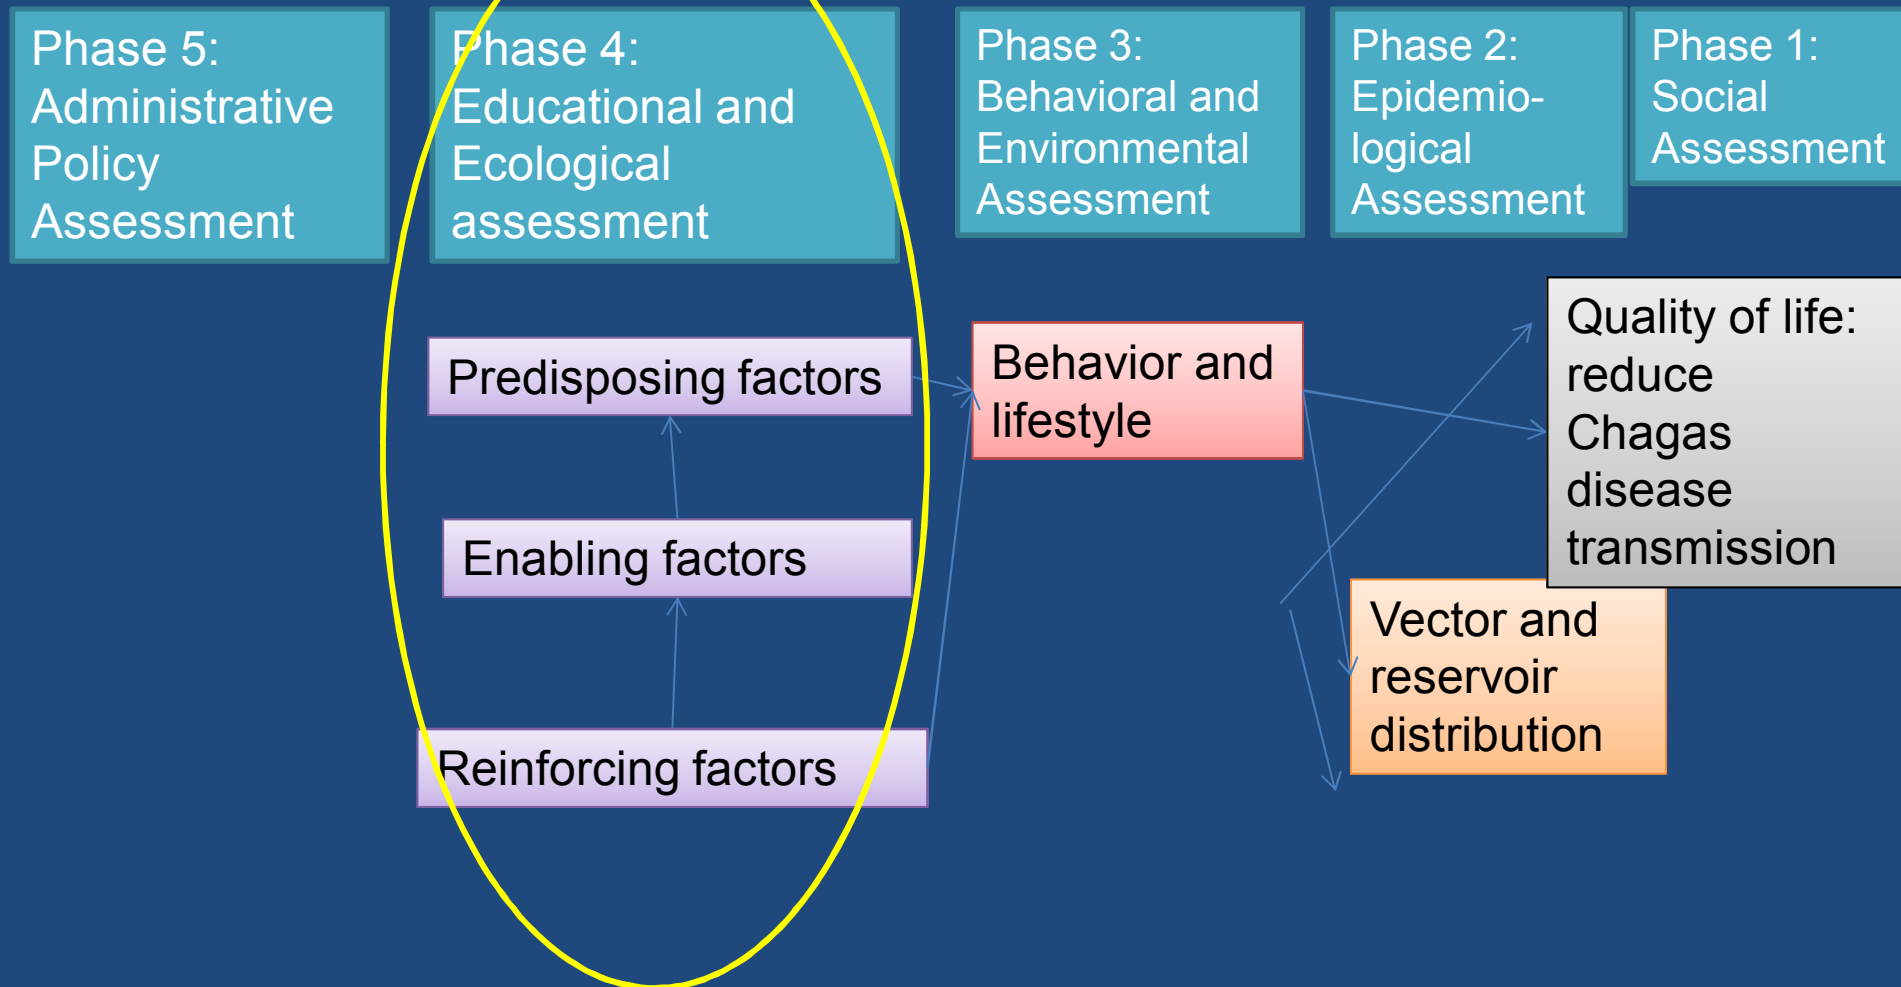 Phase 5:
Administrative
Policy
Assessment
Phase 4:
Educational and
Ecological
assessment
Phase 3:
Behavioral and
Environmental
Assessment
Phase 2:
Epidemio-
logical
Assessment
Phase 1:
Social
Assessment
Predisposing factors
Enabling factors
Reinforcing factors
Behavior and
lifestyle
Quality of life:
reduce
Chagas
disease
transmission
Vector and
reservoir
distribution